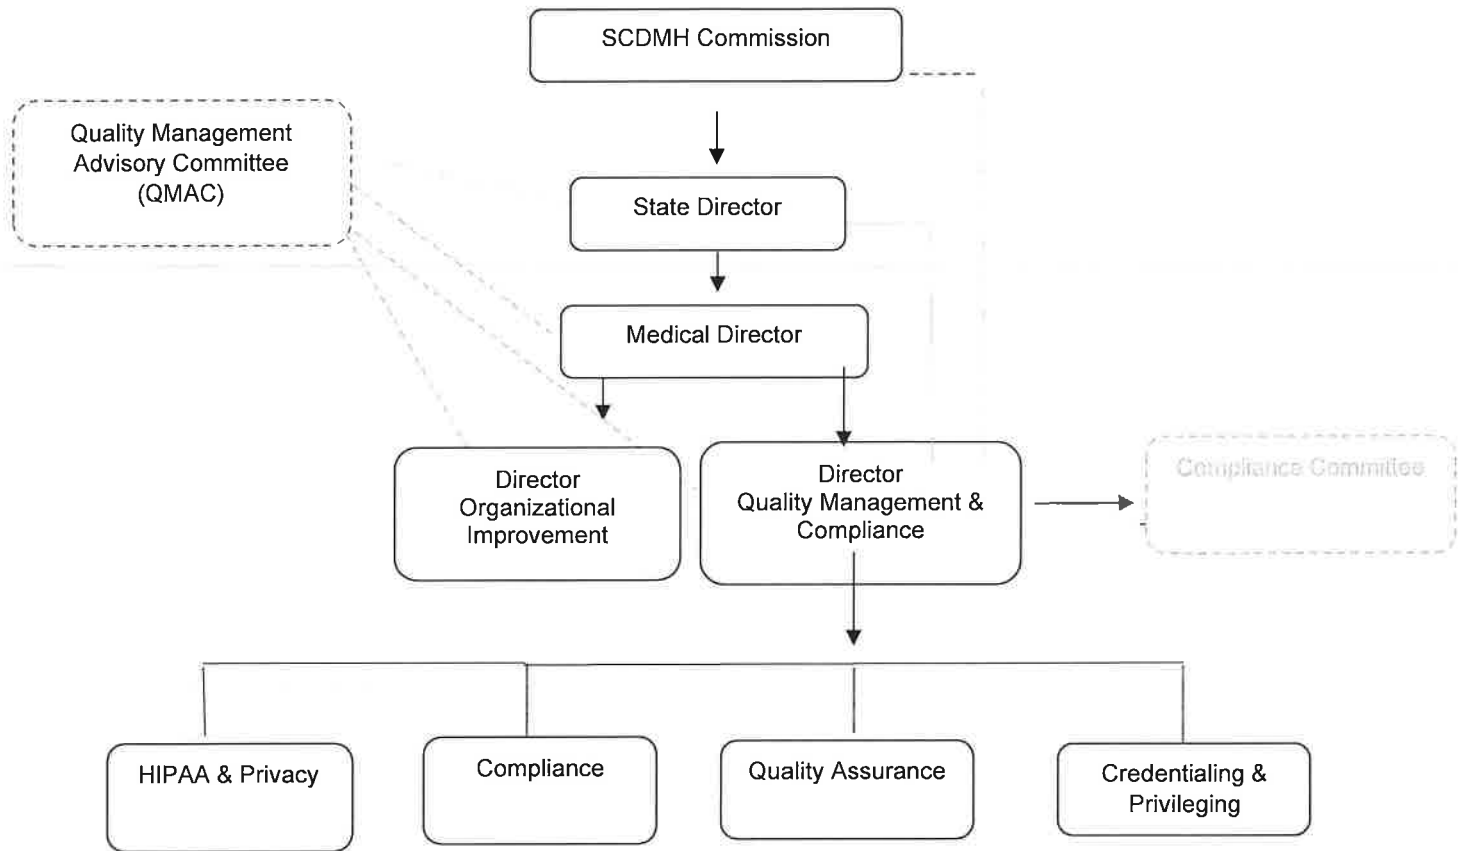 SCDMH Commission
Quality Management
Advisory Committee
(QMAC)
State Director
Medical Director
Director
Organizational
Improvement
Director
Quality Management &
Compliance
Compliance Committee
HIPAA & Privacy
Compliance
Quality Assurance
Credentialing &
Privileging